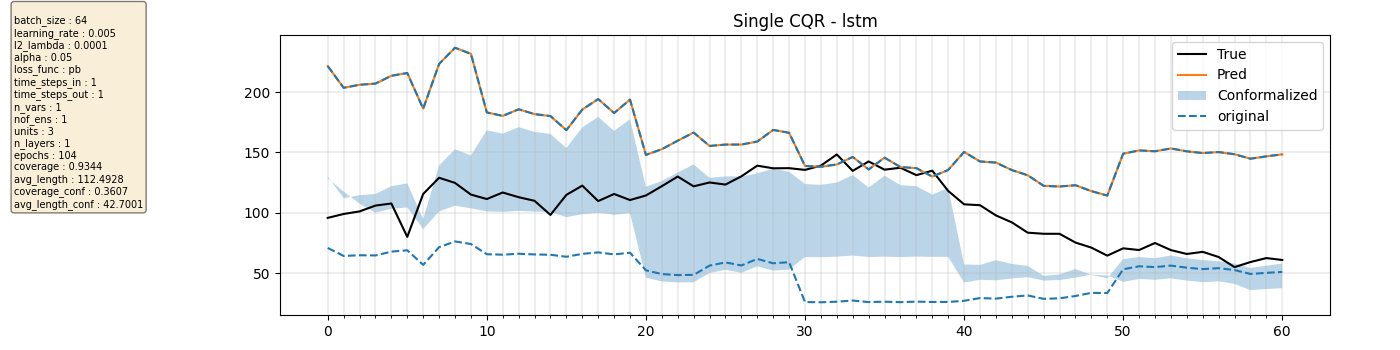 batch_size : 64
learning_rate : 0.005
l2_lambda : 0.0001
alpha : 0.05
loss_func : pb
time_steps_in : 1
time_steps_out : 1
n_vars : 1
nof_ens : 1
units : 3
n_layers : 1
epochs : 104
coverage : 0.9344
avg_length : 112.4928
coverage_conf : 0.3607
avg_length_conf : 42.7001
Single CQR - lstm
True
Pred
Conformalized
original
200
150
100
50
0 10 20 30 40 50 60